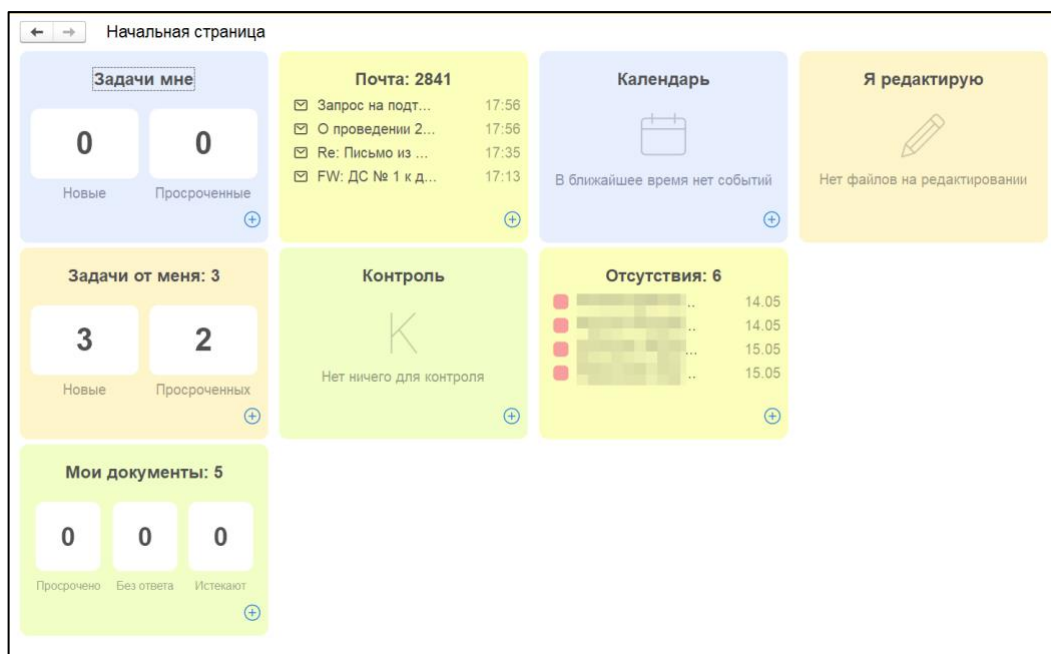 Начальная страница
Задачи мне
0 0
Новые Просроченные
Почта: 2841
Запрос на подт... 17:56
О проведении 2... 17:56
Re: Письмо из ... 17:35
FW: ДС № 1 к д... 17:13
Календарь
В ближайшее время нет событий
Я редактирую
Нет файлов на редактировании
Задачи от меня: 3
3 2
Новые Просроченных
Контроль
K
Нет ничего для контроля
Отсутствия: 6
.. 14.05
.. 14.05
... 15.05
.. 15.05
Мои документы: 5
0 0 0
Просрочено Без ответа Истекают